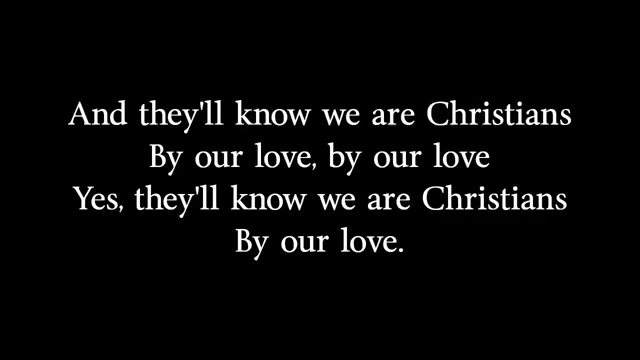 And they'll know we are Christians
By our love, by our love
Yes, they'll know we are Christians
By our love.